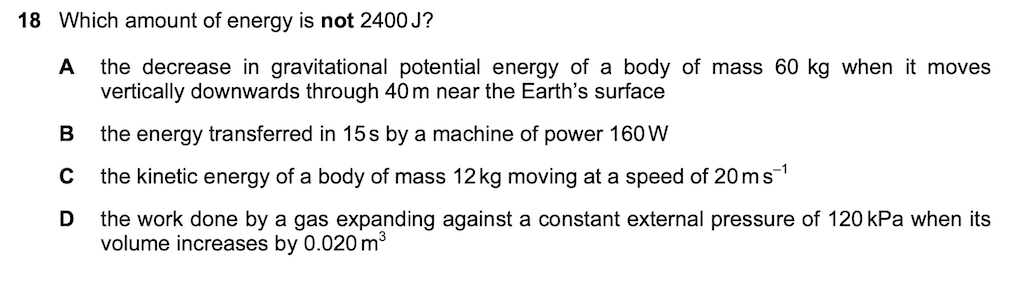 18 Which amount of energy is not 2400 J?
A the decrease in gravitational potential energy of a body of mass 60 kg when it moves
vertically downwards through 40 m near the Earth's surface
B the energy transferred in 15 s by a machine of power 160 W
C the kinetic energy of a body of mass 12 kg moving at a speed of 20 m s⁻¹
D the work done by a gas expanding against a constant external pressure of 120 kPa when its
volume increases by 0.020 m³